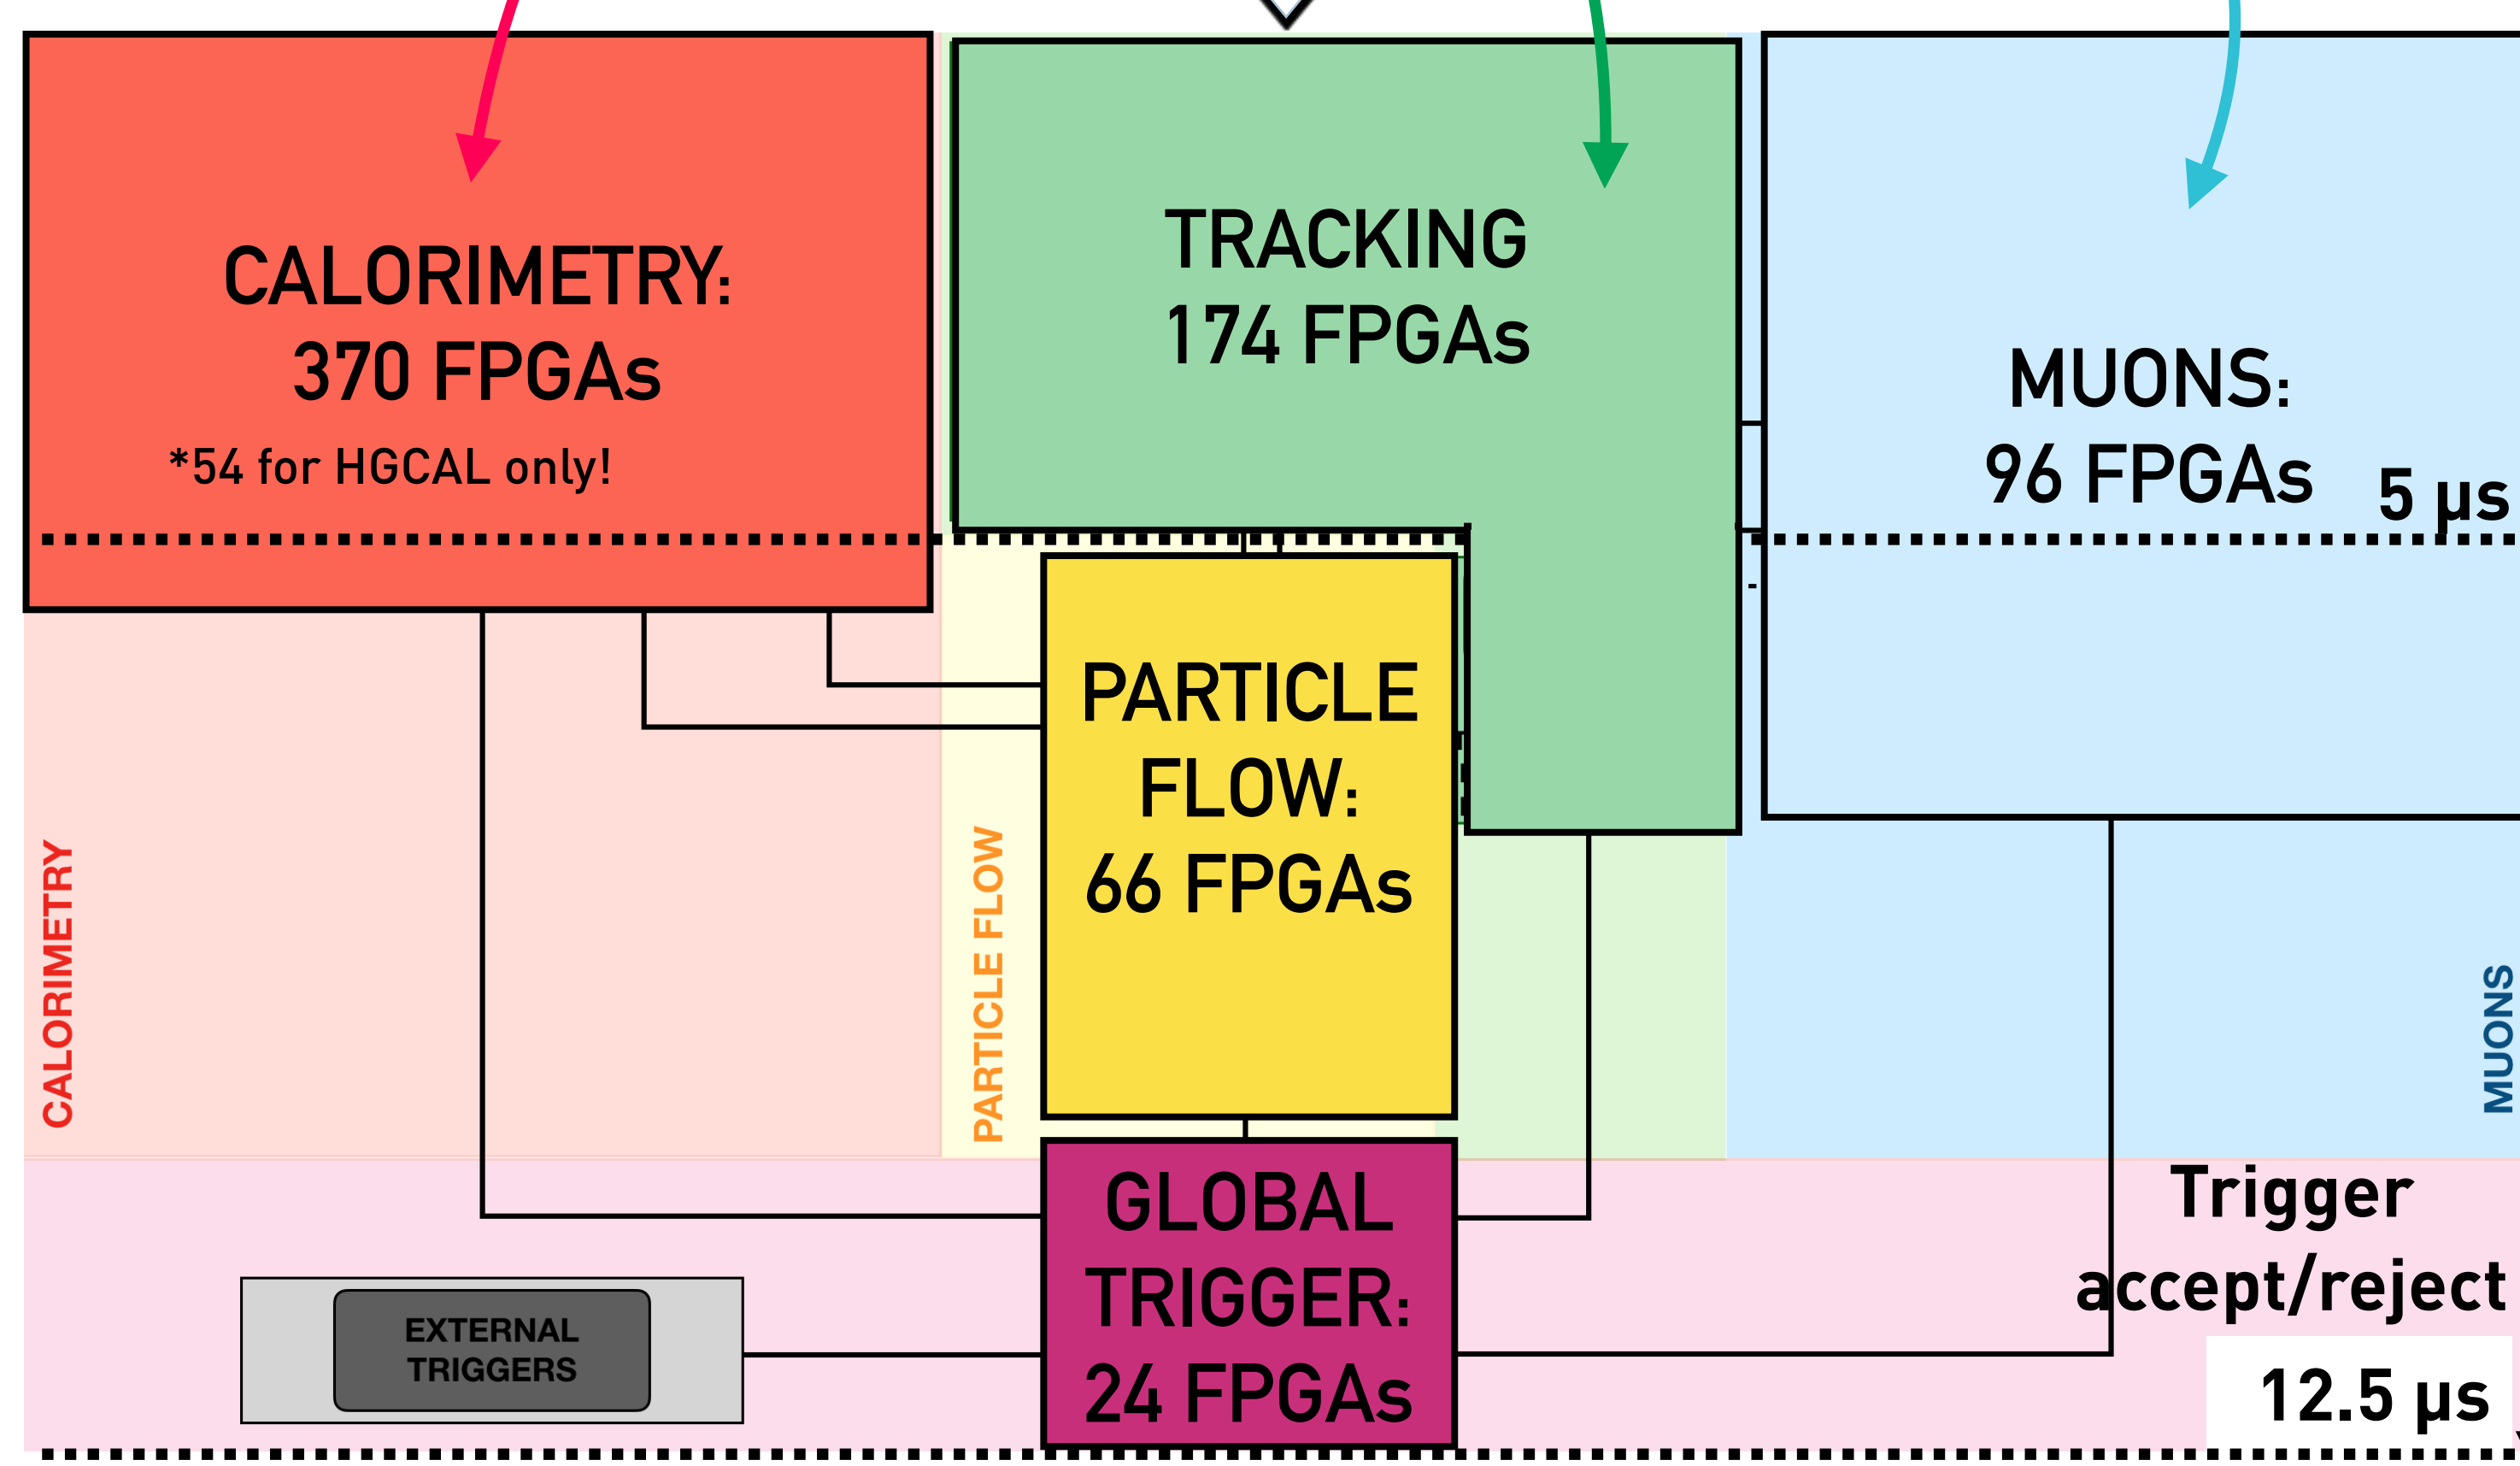 CALORIMETRY:
370 FPGAs
*54 for HGCAL only!
TRACKING
174 FPGAs
MUONS:
96 FPGAs
5 µs
PARTICLE
FLOW:
66 FPGAs
CALORIMETRY
PARTICLE FLOW
MUONS
GLOBAL
TRIGGER:
24 FPGAs
EXTERNAL
TRIGGERS
Trigger
accept/reject
12.5 µs